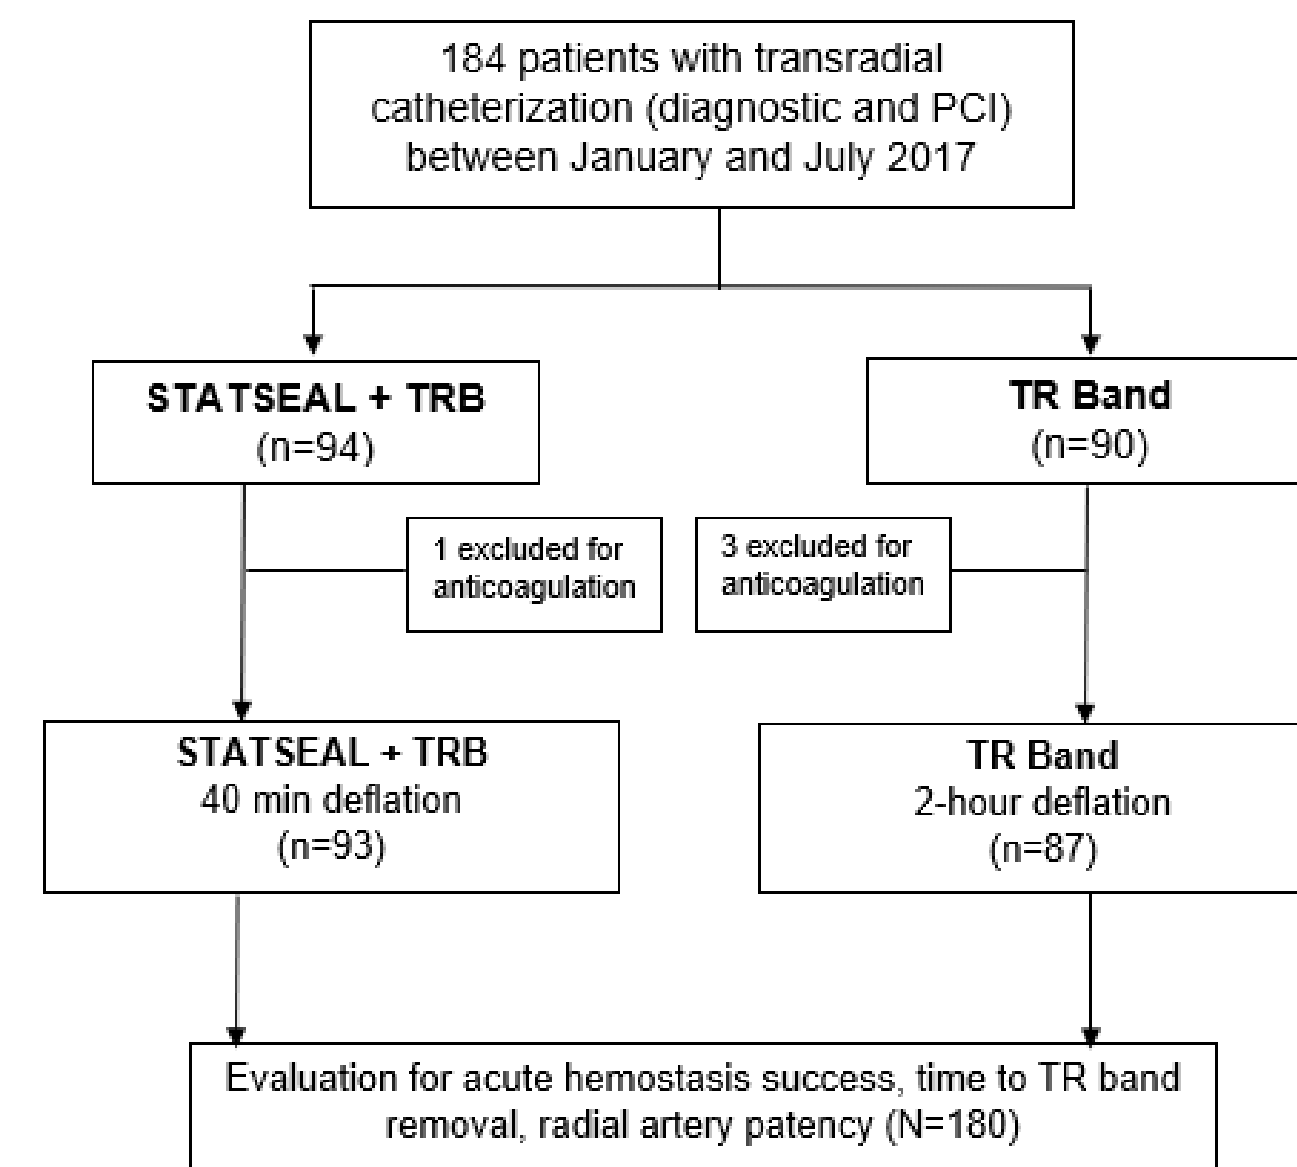 184 patients with transradial
catheterization (diagnostic and PCI)
between January and July 2017
STATSEAL + TRB
(n=94)
TR Band
(n=90)
1 excluded for
anticoagulation
3 excluded for
anticoagulation
STATSEAL + TRB
40 min deflation
(n=93)
TR Band
2-hour deflation
(n=87)
Evaluation for acute hemostasis success, time to TR band
removal, radial artery patency (N=180)